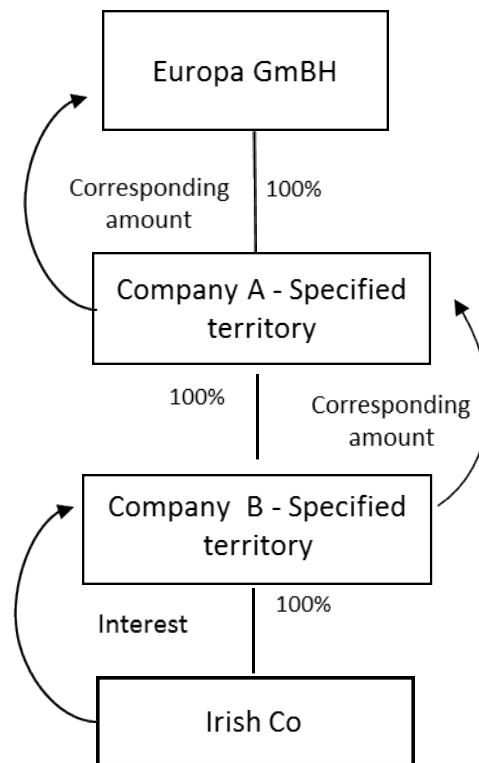 Europa GmBH
Corresponding
amount
100%
Company A - Specified
territory
100%
Corresponding
amount
Company B - Specified
territory
100%
Interest
Irish Co